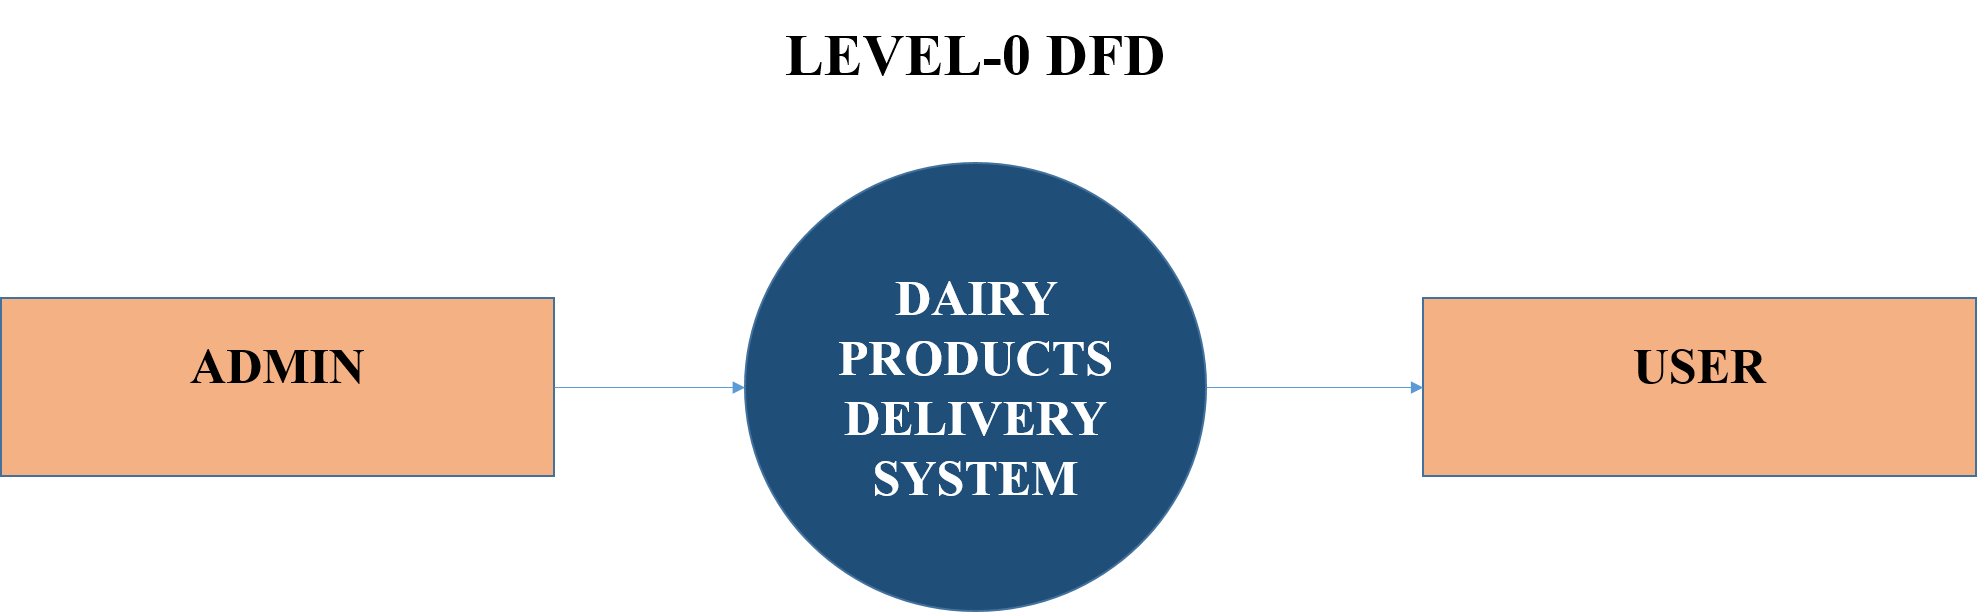 LEVEL-0 DFD
ADMIN
DAIRY
PRODUCTS
DELIVERY
SYSTEM
USER